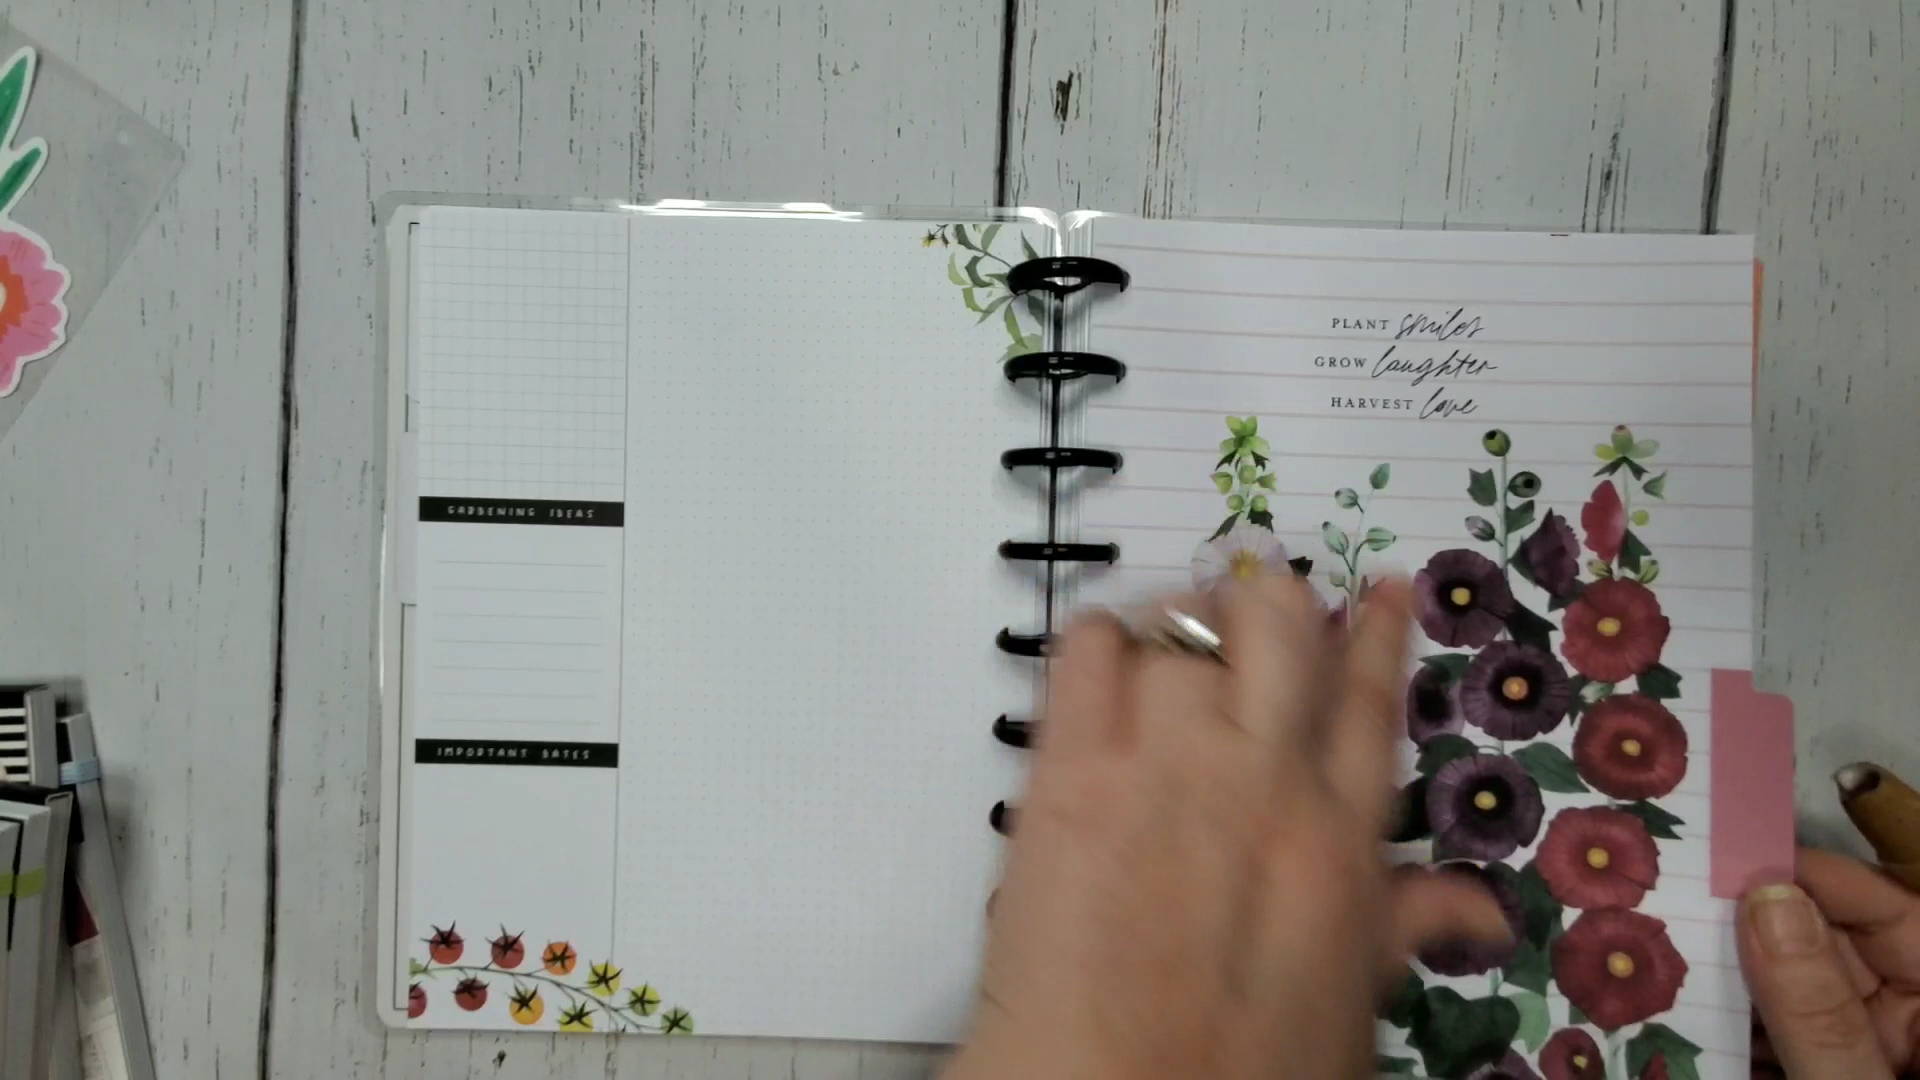 GARDENING IDEAS
IMPORTANT DATES
PLANT smiles
GROW laughter
HARVEST love